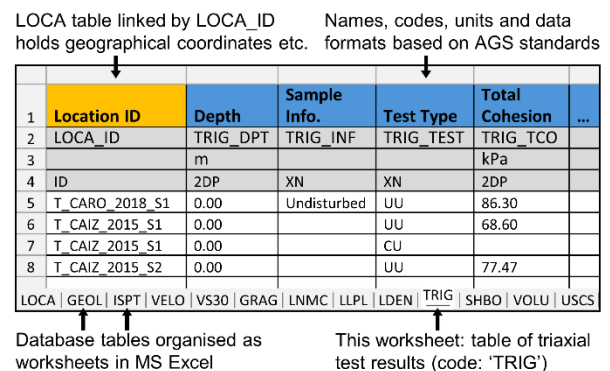 LOCA table linked by LOCA_ID
holds geographical coordinates etc.
Names, codes, units and data
formats based on AGS standards
1 Location ID Depth Sample Info. Test Type Total Cohesion ...
2 LOCA_ID TRIG_DPT TRIG_INF TRIG_TEST TRIG_TCO
3 m kPa
4 ID 2DP XN XN 2DP
5 T_CARO_2018_S1 0.00 Undisturbed UU 86.30
6 T_CAIZ_2015_S1 0.00 UU 68.60
7 T_CAIZ_2015_S1 0.00 CU
8 T_CAIZ_2015_S2 0.00 UU 77.47
LOCA | GEOL | ISPT | VELO | VS30 | GRAG | LNMC | LLPL | LDEN | TRIG | SHBO | VOLU | USCS
Database tables organised as
worksheets in MS Excel
This worksheet: table of triaxial
test results (code: ‘TRIG’)